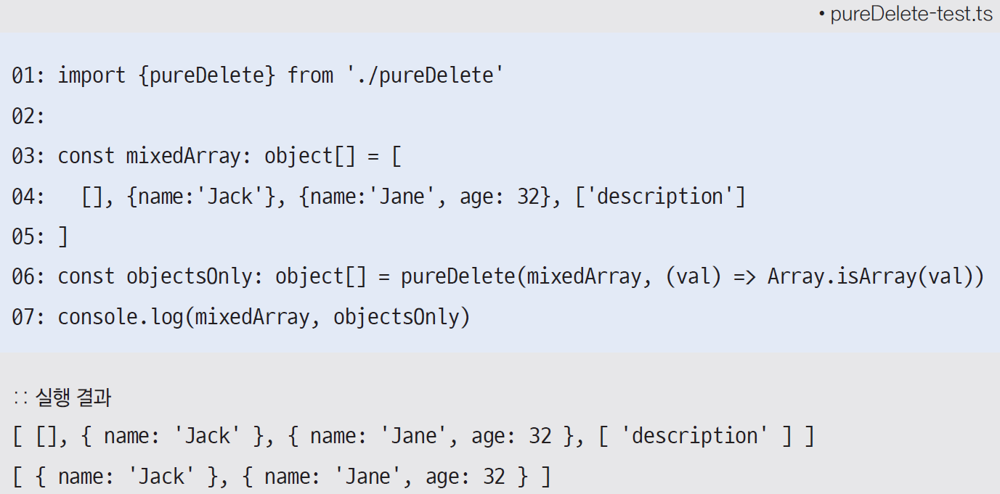 • pureDelete-test.ts
01: import {pureDelete} from './pureDelete'
02:
03: const mixedArray: object[] = [
04:   [], {name:'Jack'}, {name:'Jane', age: 32}, ['description']
05: ]
06: const objectsOnly: object[] = pureDelete(mixedArray, (val) => Array.isArray(val))
07: console.log(mixedArray, objectsOnly)
:: 실행 결과
[ [], { name: 'Jack' }, { name: 'Jane', age: 32 }, [ 'description' ] ]
[ { name: 'Jack' }, { name: 'Jane', age: 32 } ]